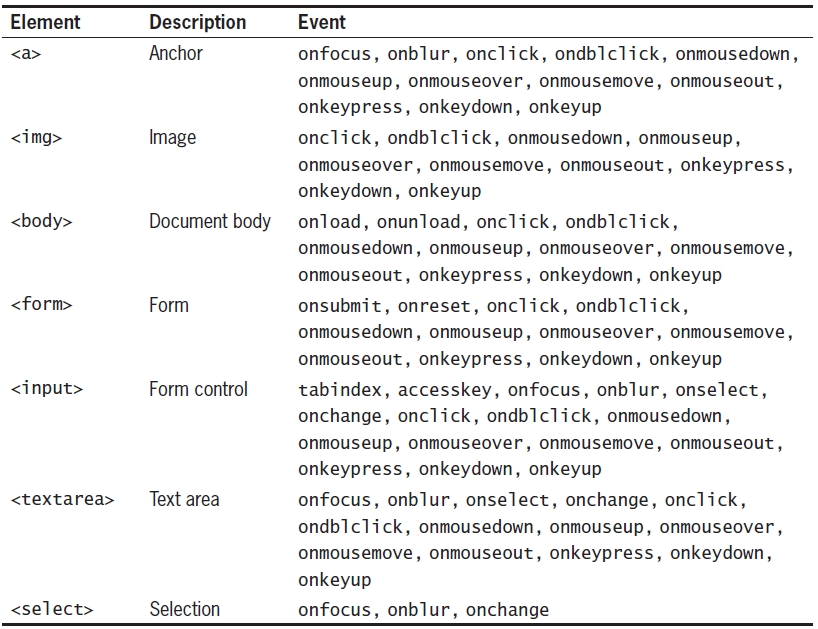 Element Description Event
<a> Anchor onfocus, onblur, onclick, ondblclick, onmousedown,
onmouseup, onmouseover, onmousemove, onmouseout,
onkeypress, onkeydown, onkeyup
<img> Image onclick, ondblclick, onmousedown, onmouseup,
onmouseover, onmousemove, onmouseout, onkeypress,
onkeydown, onkeyup
<body> Document body onload, onunload, onclick, ondblclick,
onmousedown, onmouseup, onmouseover, onmousemove,
onmouseout, onkeypress, onkeydown, onkeyup
<form> Form onsubmit, onreset, onclick, ondblclick,
onmousedown, onmouseup, onmouseover, onmousemove,
onmouseout, onkeypress, onkeydown, onkeyup
<input> Form control tabindex, accesskey, onfocus, onblur, onselect,
onchange, onclick, ondblclick, onmousedown,
onmouseup, onmouseover, onmousemove, onmouseout,
onkeypress, onkeydown, onkeyup
<textarea> Text area onfocus, onblur, onselect, onchange, onclick,
ondblclick, onmousedown, onmouseup, onmouseover,
onmousemove, onmouseout, onkeypress, onkeydown,
onkeyup
<select> Selection onfocus, onblur, onchange